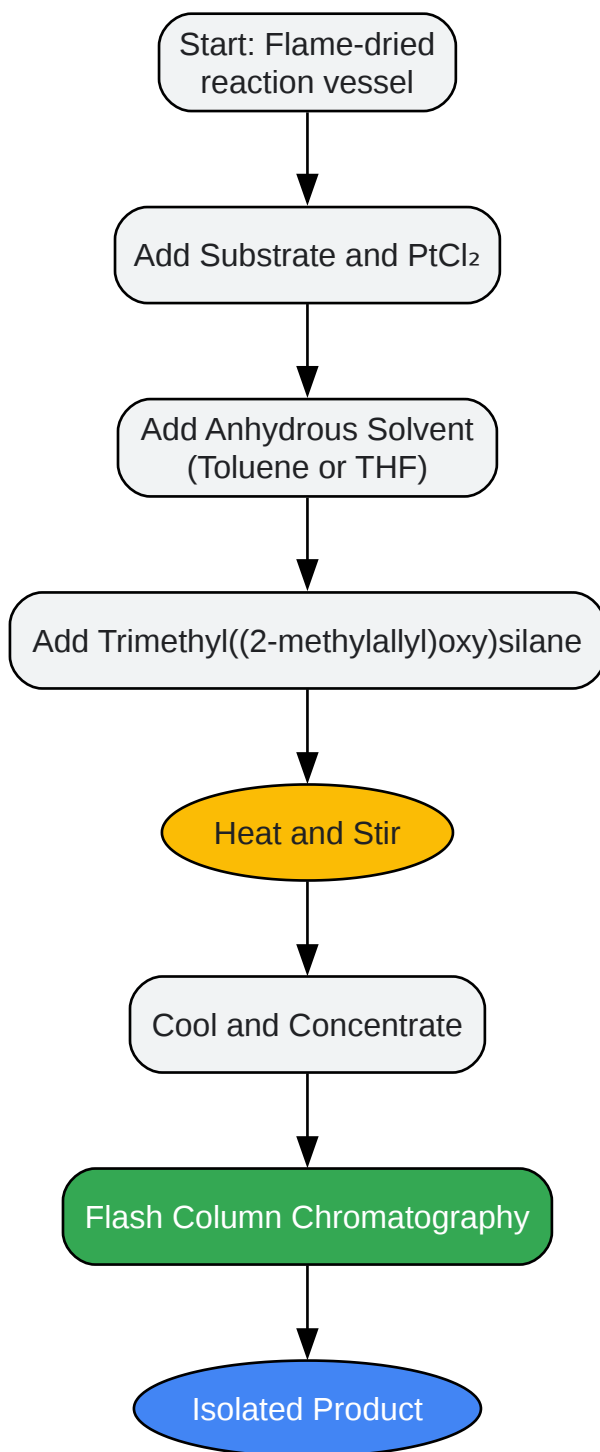 Start: Flame-dried
reaction vessel
Add Substrate and PtCl₂
Add Anhydrous Solvent
(Toluene or THF)
Add Trimethyl((2-methylallyl)oxy)silane
Heat and Stir
Cool and Concentrate
Flash Column Chromatography
Isolated Product